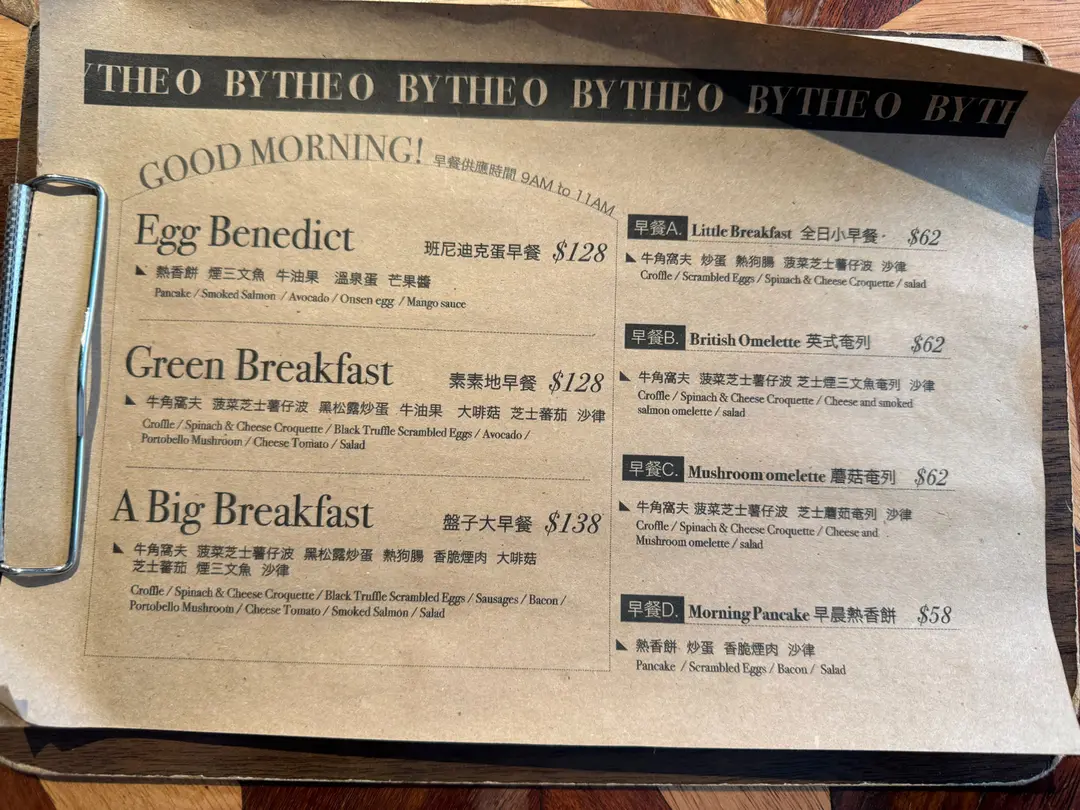 THEO BYTHEO BYTHEO BYTHEO BYTHEO BYTH
GOOD MORNING! 早餐供應時間 9AM to 11AM
Egg Benedict 班尼迪克蛋早餐 $128
熱香餅 煙三文魚 牛油果 溫泉蛋 芒果醬
Pancake / Smoked Salmon / Avocado / Onsen egg / Mango sauce
Green Breakfast 素素地早餐 $128
牛角窩夫 菠菜芝士薯仔波 黑松露炒蛋 牛油果 大啡菇 芝士蕃茄 沙律
Croffle / Spinach & Cheese Croquette / Black Truffle Scrambled Eggs / Avocado /
Portobello Mushroom / Cheese Tomato / Salad
A Big Breakfast 盤子大早餐 $138
牛角窩夫 菠菜芝士薯仔波 黑松露炒蛋 熱狗腸 香脆煙肉 大啡菇
芝士蕃茄 煙三文魚 沙律
Croffle / Spinach & Cheese Croquette / Black Truffle Scrambled Eggs / Sausages / Bacon /
Portobello Mushroom / Cheese Tomato / Smoked Salmon / Salad
早餐A. Little Breakfast 全日小早餐 $62
牛角窩夫 炒蛋 熱狗腸 菠菜芝士薯仔波 沙律
Croffle / Scrambled Eggs / Spinach & Cheese Croquette / salad
早餐B. British Omelette 英式奄列 $62
牛角窩夫 菠菜芝士薯仔波 芝士煙三文魚奄列 沙律
Croffle / Spinach & Cheese Croquette / Cheese and smoked
salmon omelette / salad
早餐C. Mushroom omelette 蘑菇奄列 $62
牛角窩夫 菠菜芝士薯仔波 芝士蘑菇奄列 沙律
Croffle / Spinach & Cheese Croquette / Cheese and
Mushroom omelette / salad
早餐D. Morning Pancake 早晨熱香餅 $58
熱香餅 炒蛋 香脆煙肉 沙律
Pancake / Scrambled Eggs / Bacon / Salad